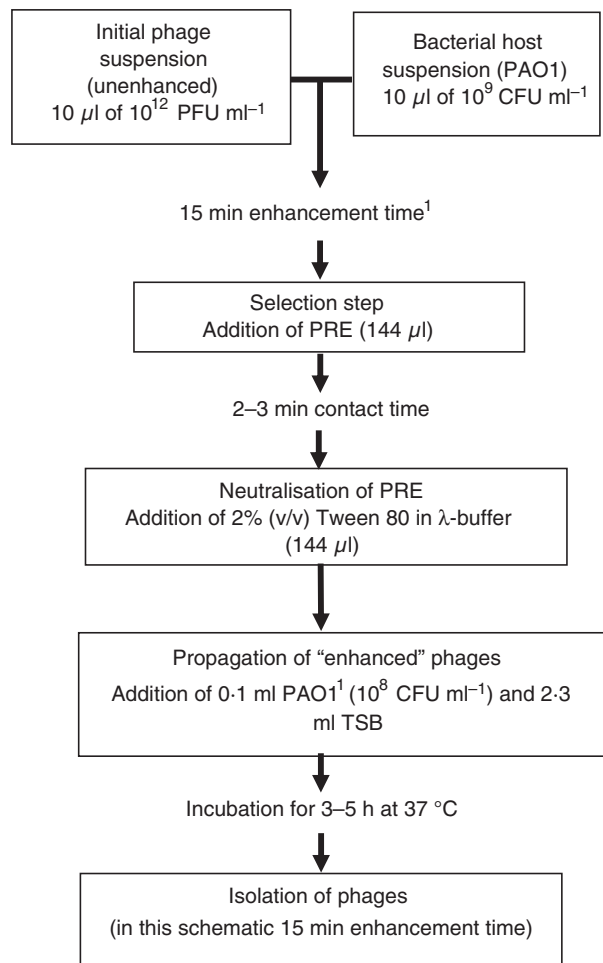 Initial phage
suspension
(unenhanced)
10 µl of 10¹² PFU ml⁻¹
Bacterial host
suspension (PAO1)
10 µl of 10⁹ CFU ml⁻¹
15 min enhancement time¹
Selection step
Addition of PRE (144 µl)
2–3 min contact time
Neutralisation of PRE
Addition of 2% (v/v) Tween 80 in λ-buffer
(144 µl)
Propagation of “enhanced” phages
Addition of 0·1 ml PAO1¹ (10⁸ CFU ml⁻¹) and 2·3
ml TSB
Incubation for 3–5 h at 37 °C
Isolation of phages
(in this schematic 15 min enhancement time)